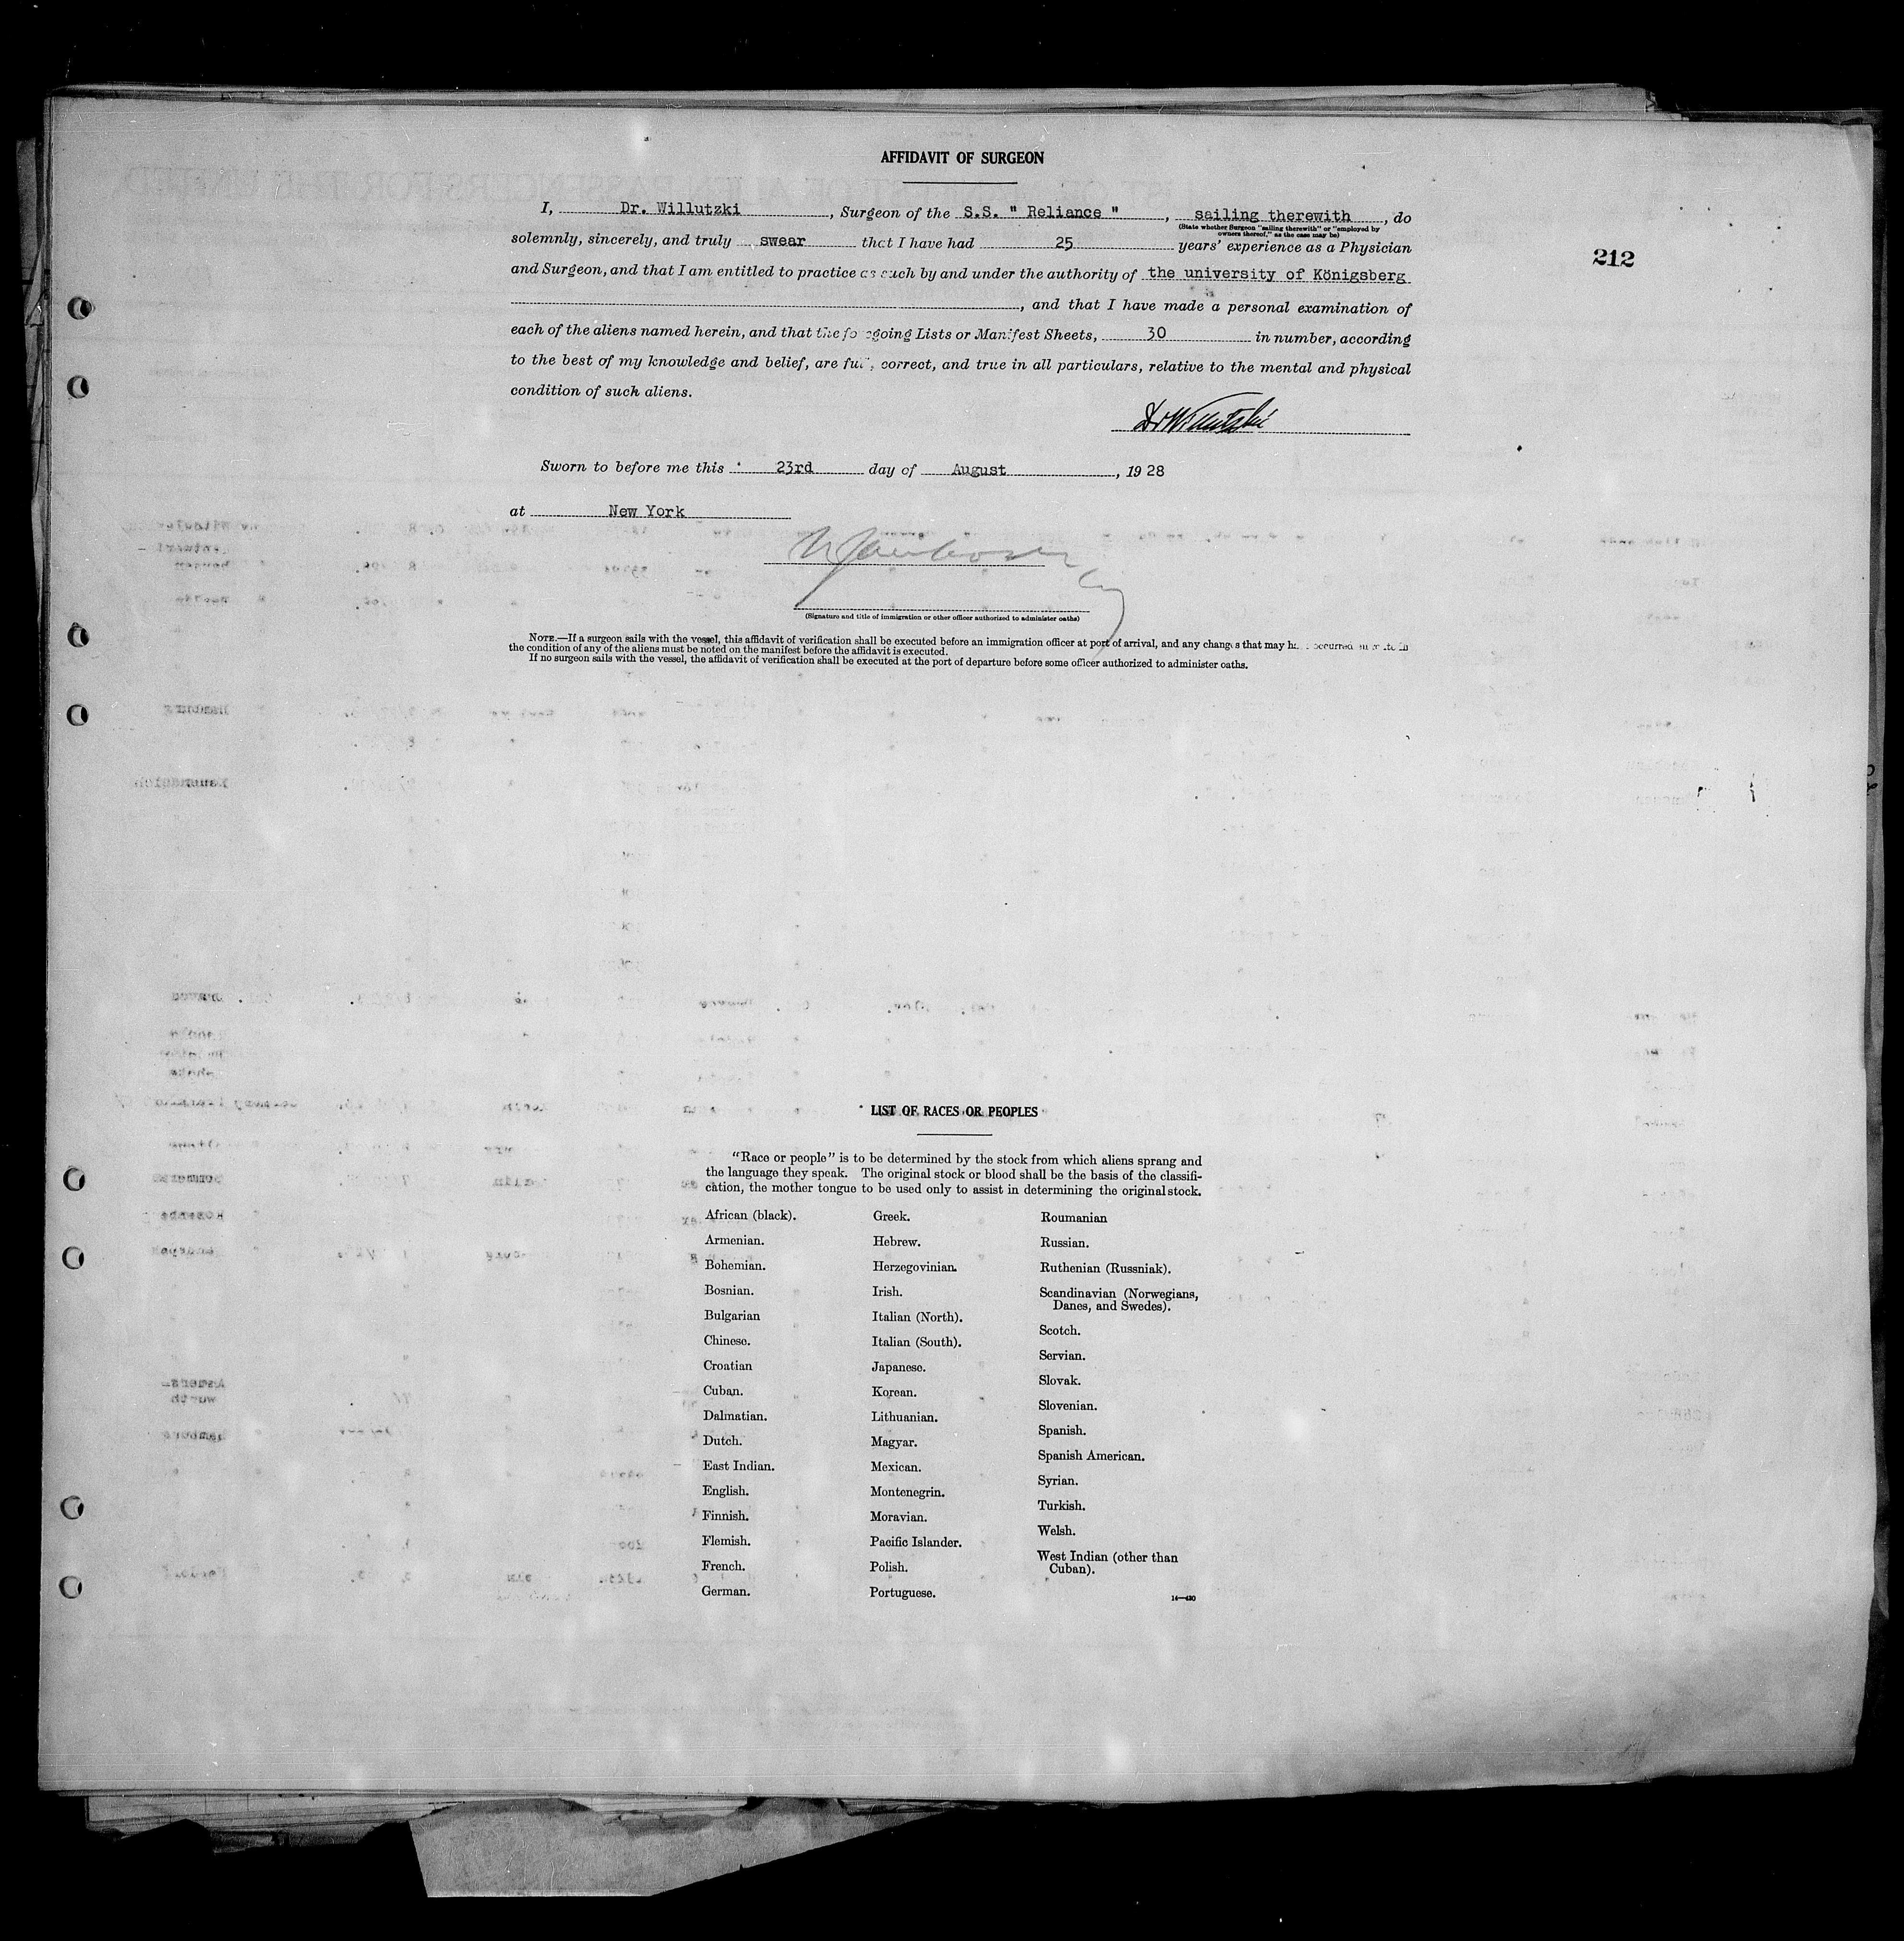 AFFIDAVIT OF SURGEON
I, Dr. Willutzki, Surgeon of the S.S. " Reliance ", sailing therewith, do
(State whether Surgeon "sailing therewith" or "employed by
owners thereof," as the case may be)
solemnly, sincerely, and truly swear that I have had 25 years' experience as a Physician
212
and Surgeon, and that I am entitled to practice as such by and under the authority of the university of Königsberg
, and that I have made a personal examination of
each of the aliens named herein, and that the foregoing Lists or Manifest Sheets, 30 in number, according
to the best of my knowledge and belief, are full, correct, and true in all particulars, relative to the mental and physical
condition of such aliens.
Dr Willutzki
Sworn to before me this 23rd day of August, 1928
at New York
(Signature and title of immigration or other officer authorized to administer oaths)
NOTE.—If a surgeon sails with the vessel, this affidavit of verification shall be executed before an immigration officer at port of arrival, and any changes that may have occurred en route in
the condition of any of the aliens must be noted on the manifest before the affidavit is executed.
If no surgeon sails with the vessel, the affidavit of verification shall be executed at the port of departure before some officer authorized to administer oaths.
LIST OF RACES OR PEOPLES
"Race or people" is to be determined by the stock from which aliens sprang and
the language they speak. The original stock or blood shall be the basis of the classifi-
cation, the mother tongue to be used only to assist in determining the original stock.
African (black).
Armenian.
Bohemian.
Bosnian.
Bulgarian
Chinese.
Croatian
Cuban.
Dalmatian.
Dutch.
East Indian.
English.
Finnish.
Flemish.
French.
German.
Greek.
Hebrew.
Herzegovinian.
Irish.
Italian (North).
Italian (South).
Japanese.
Korean.
Lithuanian.
Magyar.
Mexican.
Montenegrin.
Moravian.
Pacific Islander.
Polish.
Portuguese.
Roumanian
Russian.
Ruthenian (Russniak).
Scandinavian (Norwegians,
Danes, and Swedes).
Scotch.
Servian.
Slovak.
Slovenian.
Spanish.
Spanish American.
Syrian.
Turkish.
Welsh.
West Indian (other than
Cuban).
14—430